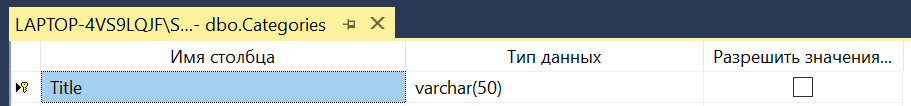 LAPTOP-4VS9LQJF\S...- dbo.Categories
Имя столбца Тип данных Разрешить значения...
Title varchar(50)